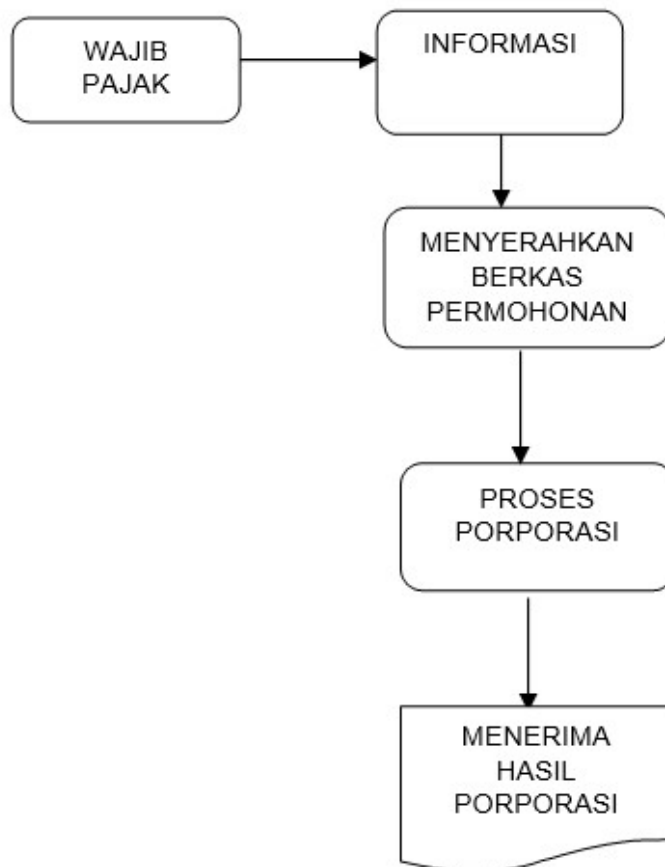 WAJIB
PAJAK
INFORMASI
MENYERAHKAN
BERKAS
PERMOHONAN
PROSES
PORPORASI
MENERIMA
HASIL
PORPORASI